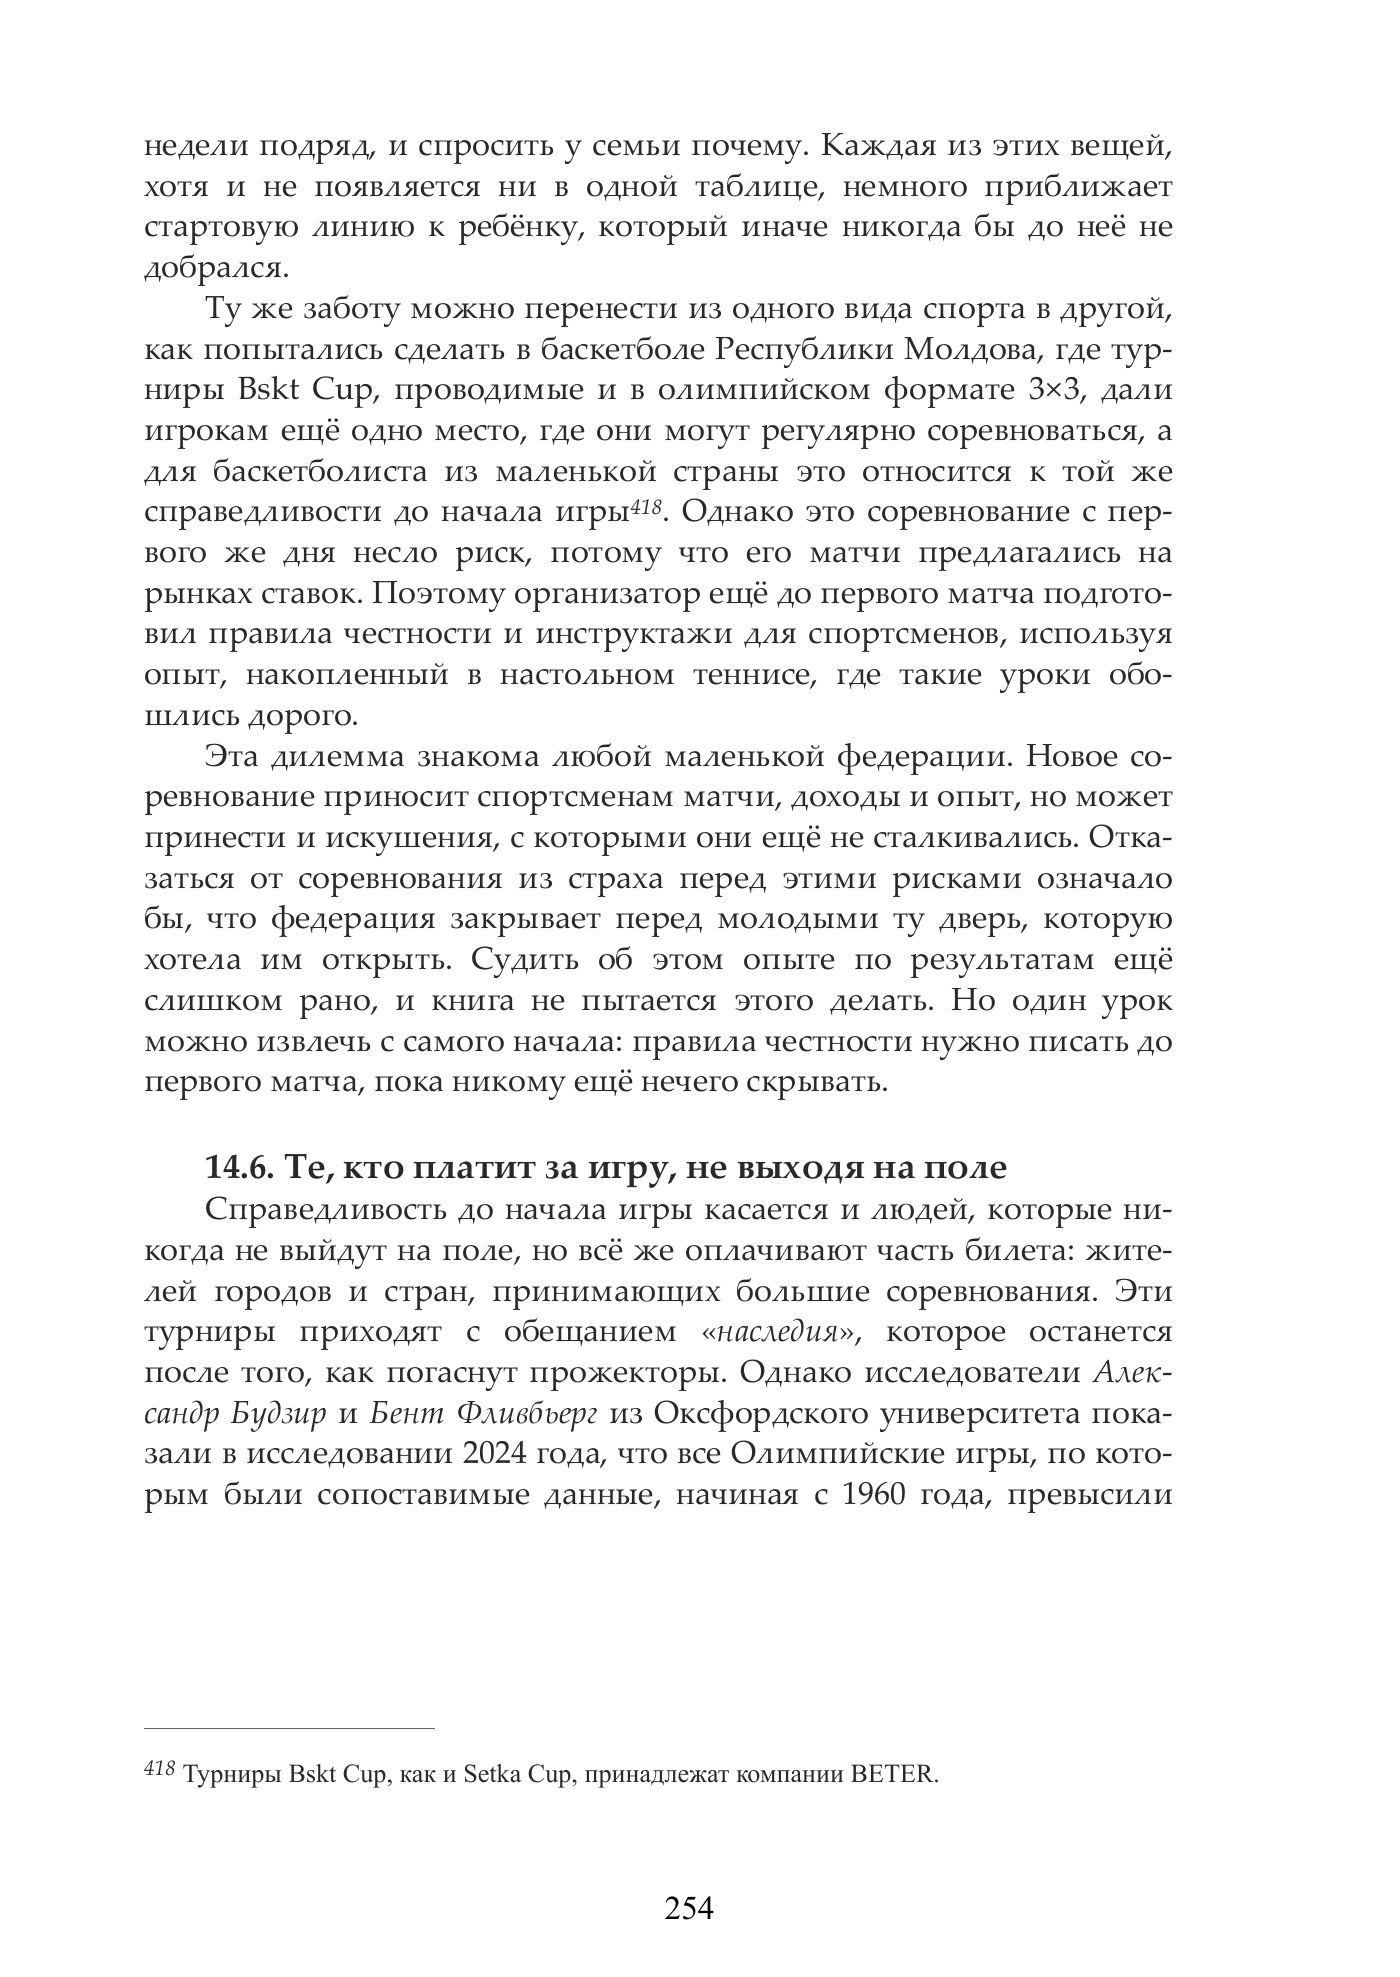 недели подряд, и спросить у семьи почему. Каждая из этих вещей,
хотя и не появляется ни в одной таблице, немного приближает
стартовую линию к ребёнку, который иначе никогда бы до неё не
добрался.
Ту же заботу можно перенести из одного вида спорта в другой,
как попытались сделать в баскетболе Республики Молдова, где тур-
ниры Bskt Cup, проводимые и в олимпийском формате 3×3, дали
игрокам ещё одно место, где они могут регулярно соревноваться, а
для баскетболиста из маленькой страны это относится к той же
справедливости до начала игры418. Однако это соревнование с пер-
вого же дня несло риск, потому что его матчи предлагались на
рынках ставок. Поэтому организатор ещё до первого матча подгото-
вил правила честности и инструктажи для спортсменов, используя
опыт, накопленный в настольном теннисе, где такие уроки обо-
шлись дорого.
Эта дилемма знакома любой маленькой федерации. Новое со-
ревнование приносит спортсменам матчи, доходы и опыт, но может
принести и искушения, с которыми они ещё не сталкивались. Отка-
заться от соревнования из страха перед этими рисками означало
бы, что федерация закрывает перед молодыми ту дверь, которую
хотела им открыть. Судить об этом опыте по результатам ещё
слишком рано, и книга не пытается этого делать. Но один урок
можно извлечь с самого начала: правила честности нужно писать до
первого матча, пока никому ещё нечего скрывать.
14.6. Те, кто платит за игру, не выходя на поле
Справедливость до начала игры касается и людей, которые ни-
когда не выйдут на поле, но всё же оплачивают часть билета: жите-
лей городов и стран, принимающих большие соревнования. Эти
турниры приходят с обещанием «наследия», которое останется
после того, как погаснут прожекторы. Однако исследователи Алек-
сандр Будзир и Бент Фливбьерг из Оксфордского университета пока-
зали в исследовании 2024 года, что все Олимпийские игры, по кото-
рым были сопоставимые данные, начиная с 1960 года, превысили
418 Турниры Bskt Cup, как и Setka Cup, принадлежат компании BETER.
254